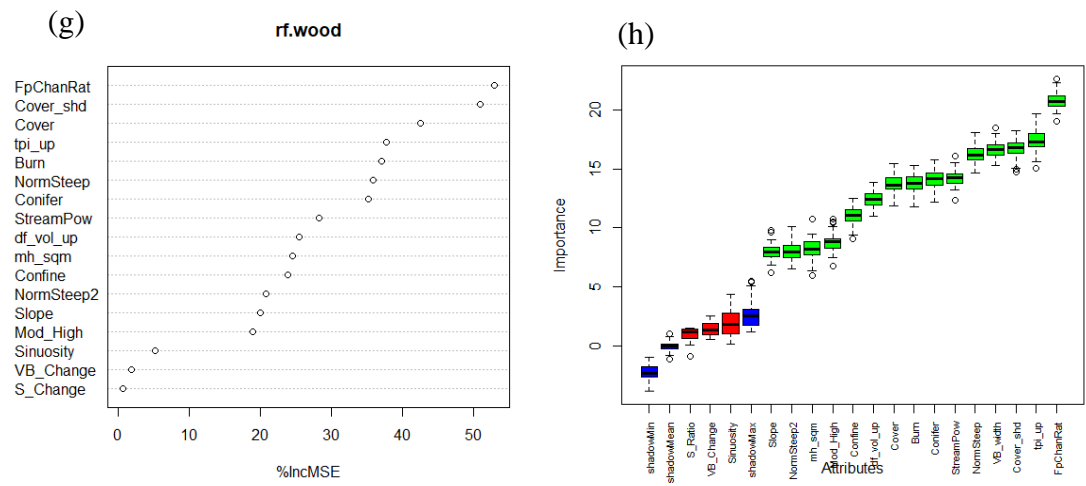 (g)
rf.wood
FpChanRat
Cover_shd
Cover
tpi_up
Burn
NormSteep
Conifer
StreamPow
df_vol_up
mh_sqm
Confine
NormSteep2
Slope
Mod_High
Sinuosity
VB_Change
S_Change
0 10 20 30 40 50
%IncMSE
(h)
Importance
20
15
10
5
0
shadowMin
shadowMean
S_Ratio
VB_Change
Sinuosity
shadowMax
Slope
NormSteep2
mh_sqm
Mod_High
Confine
df_vol_up
Cover
Burn
Conifer
StreamPow
NormSteep
VB_width
Cover_shd
tpi_up
FpChanRat
Attributes